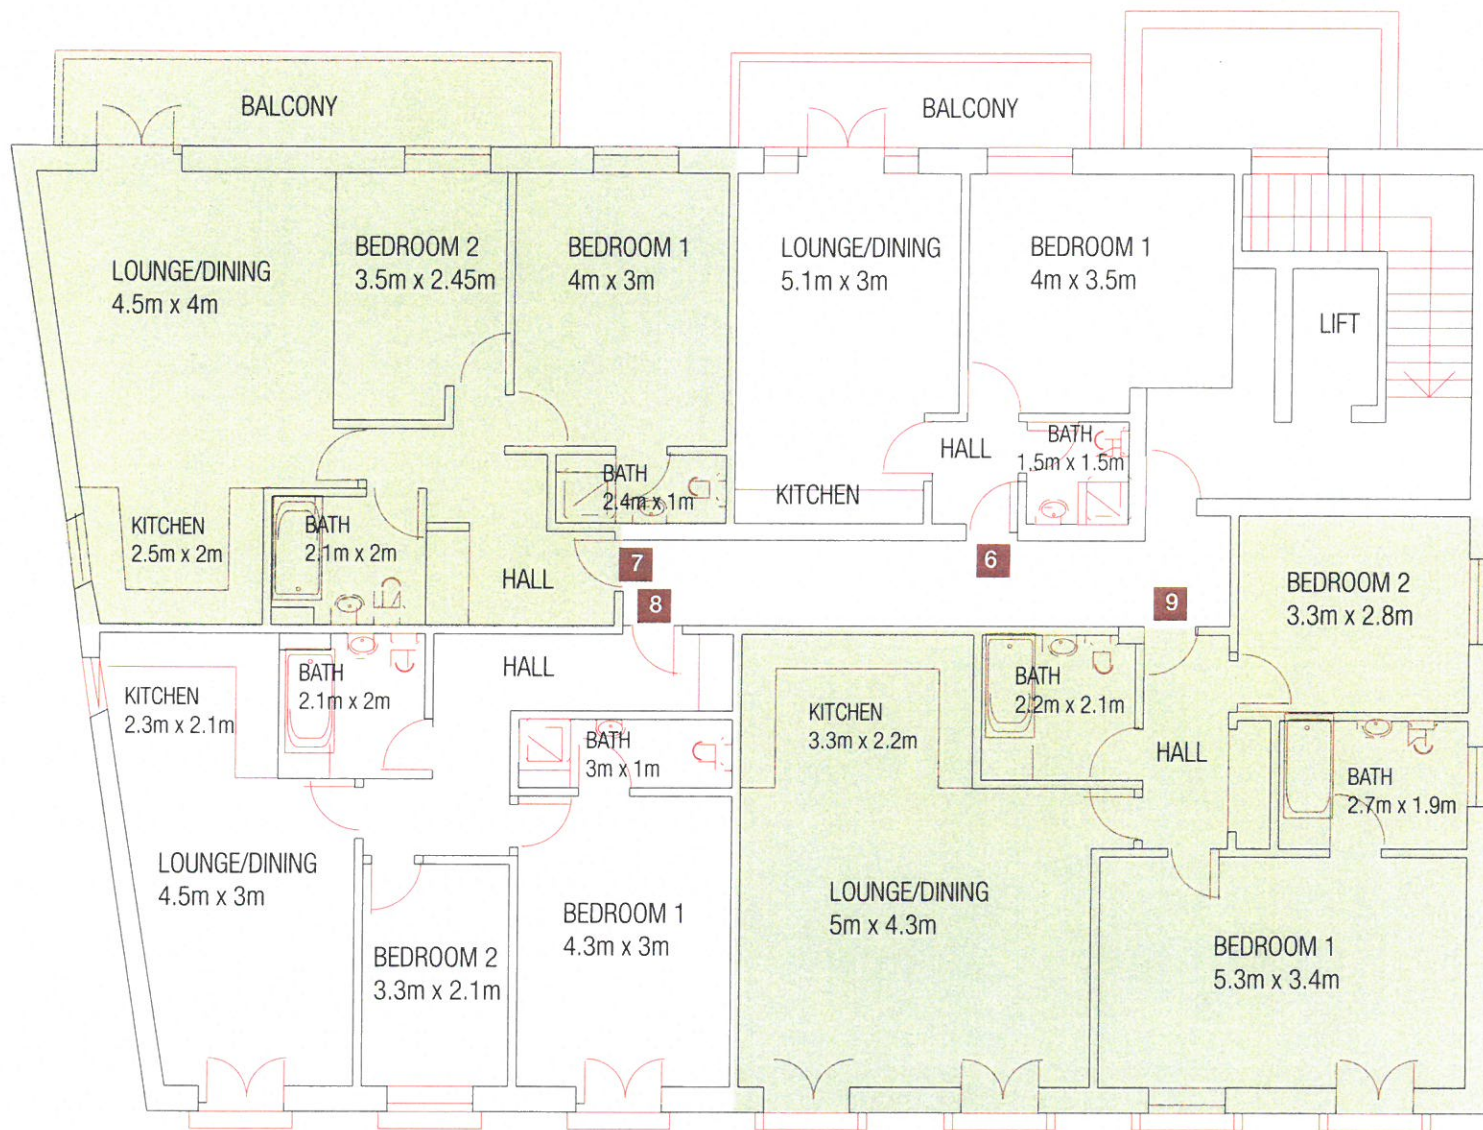 BALCONY
BALCONY
LOUNGE/DINING
4.5m x 4m
BEDROOM 2
3.5m x 2.45m
BEDROOM 1
4m x 3m
LOUNGE/DINING
5.1m x 3m
BEDROOM 1
4m x 3.5m
LIFT
KITCHEN
2.5m x 2m
BATH
2.1m x 2m
HALL
BATH
2.4m x 1m
KITCHEN
HALL
BATH
1.5m x 1.5m
7
6
8
9
BEDROOM 2
3.3m x 2.8m
KITCHEN
2.3m x 2.1m
BATH
2.1m x 2m
HALL
BATH
3m x 1m
KITCHEN
3.3m x 2.2m
BATH
2.2m x 2.1m
HALL
BATH
2.7m x 1.9m
LOUNGE/DINING
4.5m x 3m
BEDROOM 2
3.3m x 2.1m
BEDROOM 1
4.3m x 3m
LOUNGE/DINING
5m x 4.3m
BEDROOM 1
5.3m x 3.4m